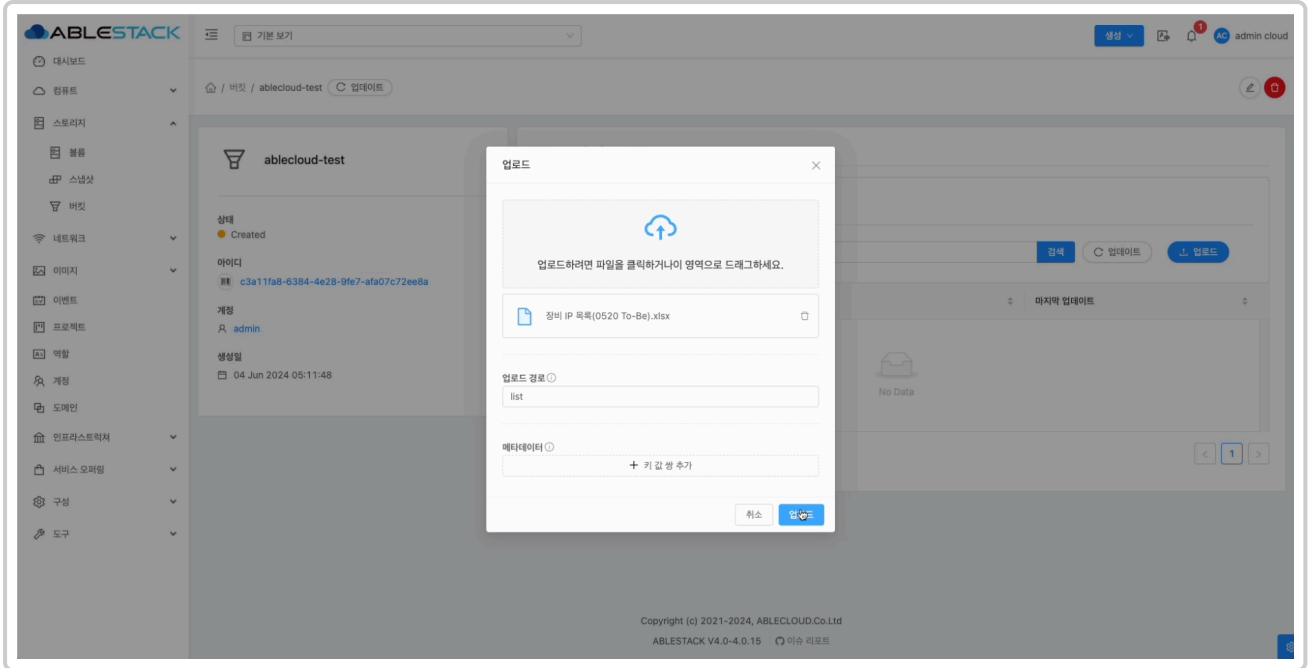 ABLESTACK
기본 보기
생성
1
AC admin cloud
대시보드
컴퓨트
스토리지
볼륨
스냅샷
버킷
네트워크
이미지
이벤트
프로젝트
역할
계정
도메인
인프라스트럭쳐
서비스 오퍼링
구성
도구
/ 버킷 / ablecloud-test 업데이트
ablecloud-test
상태
Created
아이디
c3a11fa8-6384-4e28-9fe7-afa07c72ee8a
계정
admin
생성일
04 Jun 2024 05:11:48
업로드
업로드하려면 파일을 클릭하거나이 영역으로 드래그하세요.
장비 IP 목록(0520 To-Be).xlsx
업로드 경로
list
메타데이터
+ 키 값 쌍 추가
취소
검색
업데이트
업로드
마지막 업데이트
No Data
< 1 >
Copyright (c) 2021-2024, ABLECLOUD.Co.Ltd
ABLESTACK V4.0-4.0.15 이슈 리포트